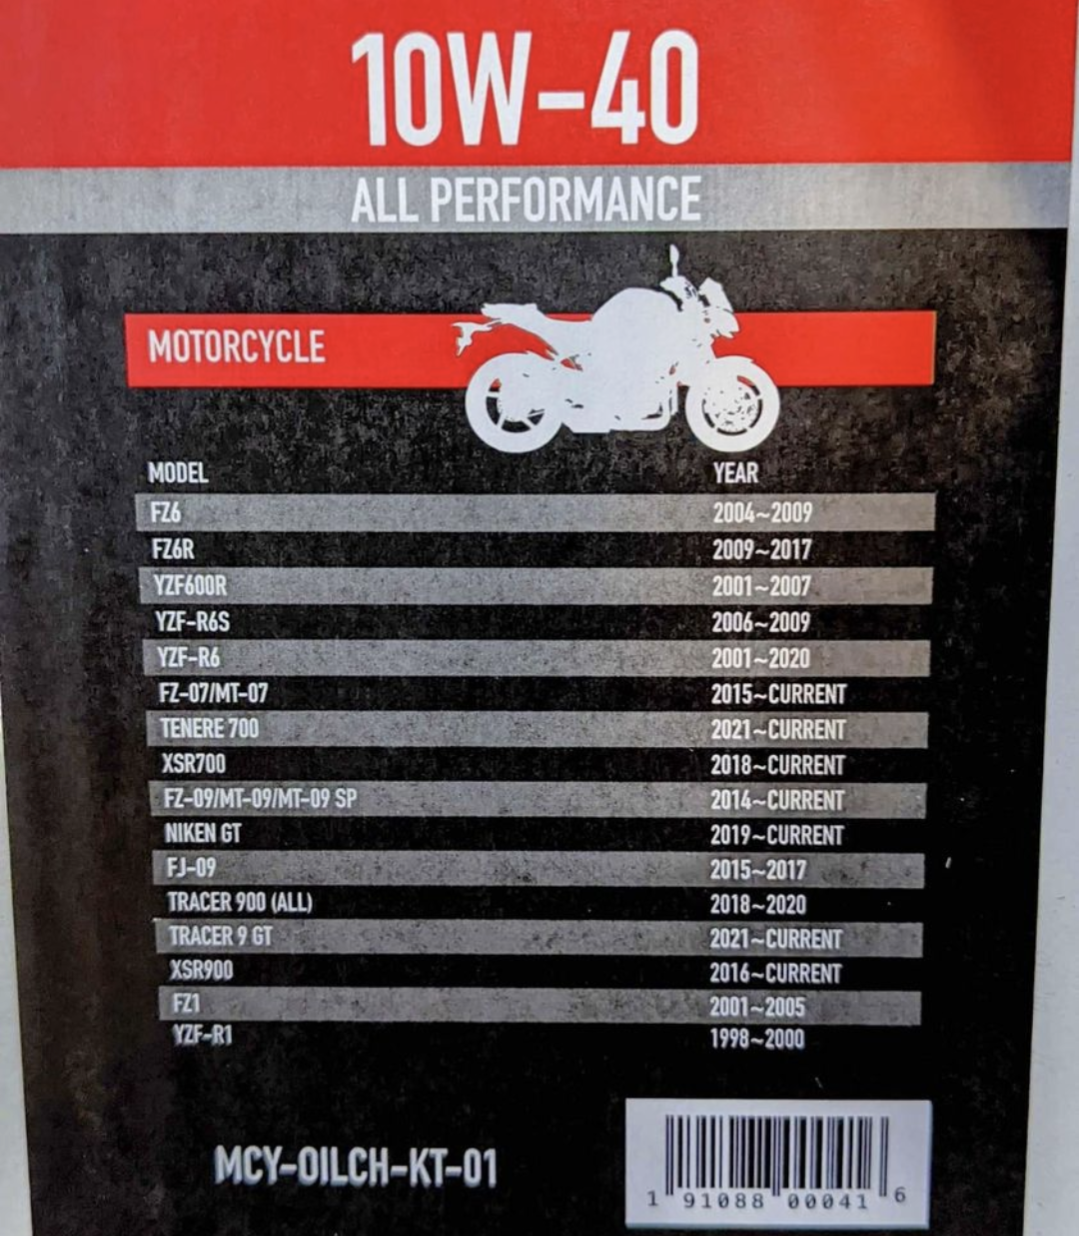 10W-40
ALL PERFORMANCE
MOTORCYCLE
MODEL YEAR
FZ6 2004~2009
FZ6R 2009~2017
YZF600R 2001~2007
YZF-R6S 2006~2009
YZF-R6 2001~2020
FZ-07/MT-07 2015~CURRENT
TENERE 700 2021~CURRENT
XSR700 2018~CURRENT
FZ-09/MT-09/MT-09 SP 2014~CURRENT
NIKEN GT 2019~CURRENT
FJ-09 2015~2017
TRACER 900 (ALL) 2018~2020
TRACER 9 GT 2021~CURRENT
XSR900 2016~CURRENT
FZ1 2001~2005
YZF-R1 1998~2000
MCY-OILCH-KT-01
1 91088 00041 6